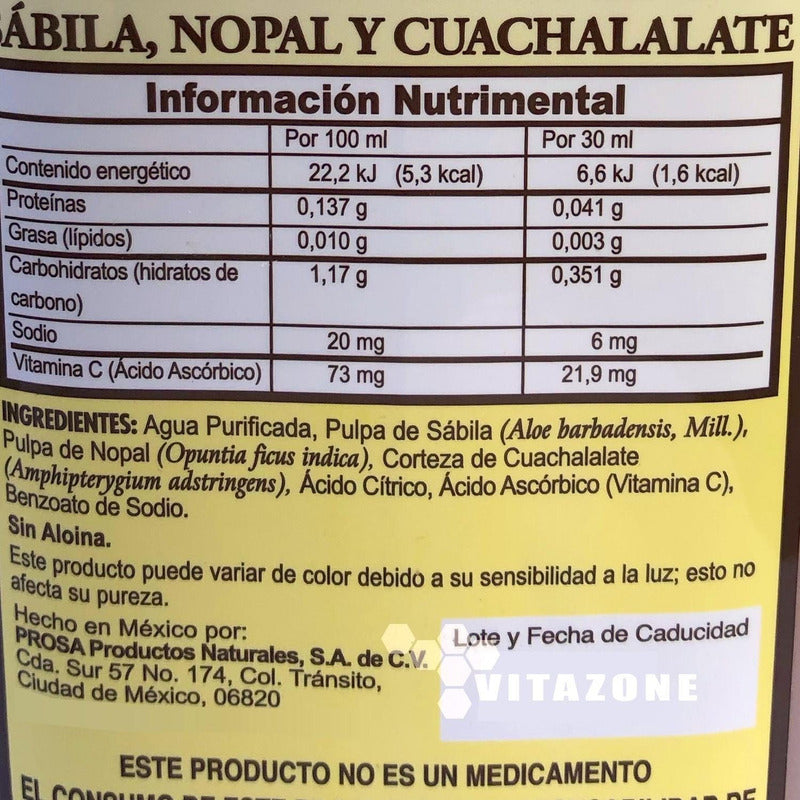 SÁBILA, NOPAL Y CUACHALALATE
Información Nutrimental
Por 100 ml Por 30 ml
Contenido energético 22,2 kJ (5,3 kcal) 6,6 kJ (1,6 kcal)
Proteínas 0,137 g 0,041 g
Grasa (lípidos) 0,010 g 0,003 g
Carbohidratos (hidratos de carbono) 1,17 g 0,351 g
Sodio 20 mg 6 mg
Vitamina C (Ácido Ascórbico) 73 mg 21,9 mg
INGREDIENTES: Agua Purificada, Pulpa de Sábila (Aloe barbadensis, Mill.),
Pulpa de Nopal (Opuntia ficus indica), Corteza de Cuachalalate
(Amphipterygium adstringens), Ácido Cítrico, Ácido Ascórbico (Vitamina C),
Benzoato de Sodio.
Sin Aloina.
Este producto puede variar de color debido a su sensibilidad a la luz; esto no
afecta su pureza.
Hecho en México por:
PROSA Productos Naturales, S.A. de C.V.
Cda. Sur 57 No. 174, Col. Tránsito,
Ciudad de México, 06820
Lote y Fecha de Caducidad
VITAZONE
ESTE PRODUCTO NO ES UN MEDICAMENTO
EL CONSUMO DE ESTE